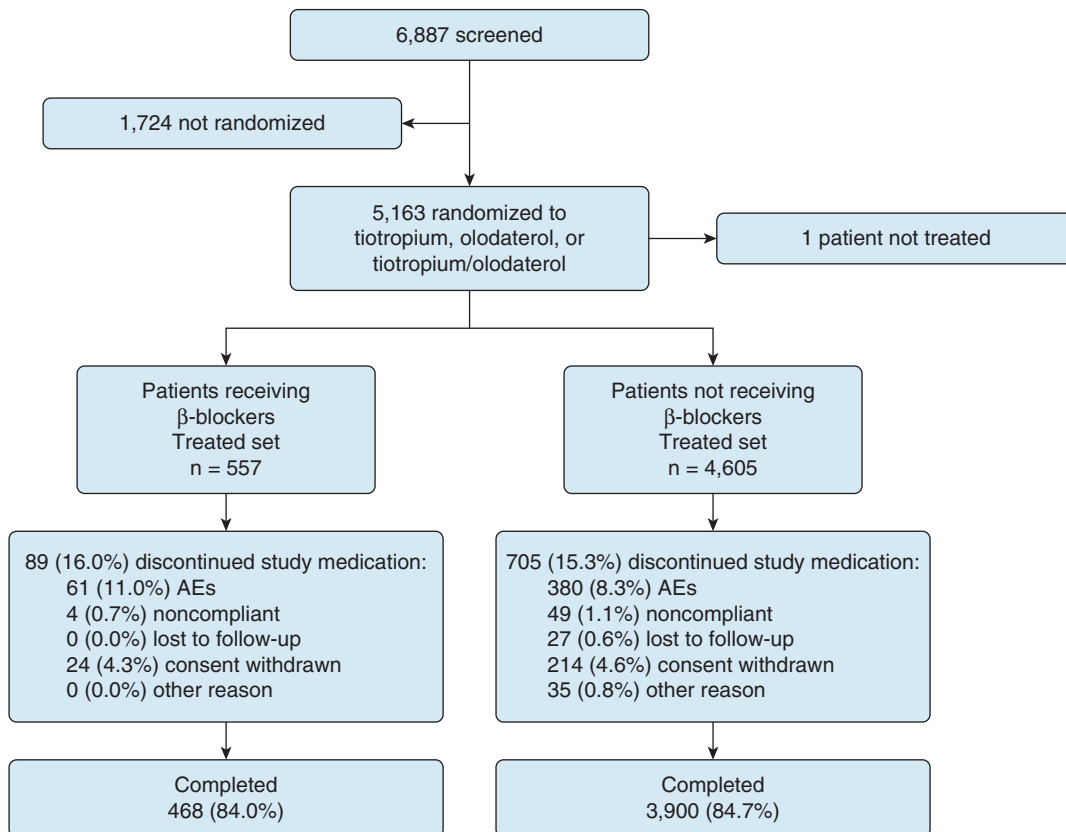 6,887 screened
1,724 not randomized
5,163 randomized to
tiotropium, olodaterol, or
tiotropium/olodaterol
1 patient not treated
Patients receiving
β-blockers
Treated set
n = 557
Patients not receiving
β-blockers
Treated set
n = 4,605
89 (16.0%) discontinued study medication:
61 (11.0%) AEs
4 (0.7%) noncompliant
0 (0.0%) lost to follow-up
24 (4.3%) consent withdrawn
0 (0.0%) other reason
705 (15.3%) discontinued study medication:
380 (8.3%) AEs
49 (1.1%) noncompliant
27 (0.6%) lost to follow-up
214 (4.6%) consent withdrawn
35 (0.8%) other reason
Completed
468 (84.0%)
Completed
3,900 (84.7%)